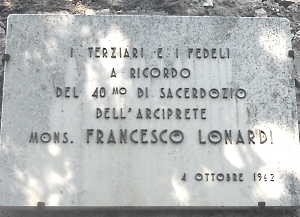 I TERZIARI E I FEDELI
A RICORDO
DEL 40MO DI SACERDOZIO
DELL'ARCIPRETE
MONS. FRANCESCO LONARDI
4 OTTOBRE 1962